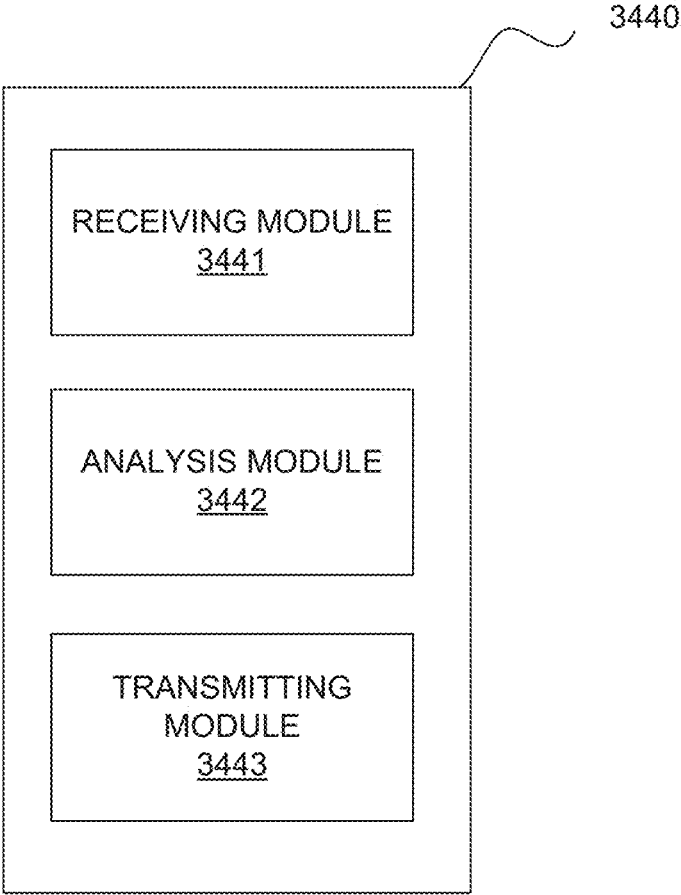 3440
RECEIVING MODULE
3441
ANALYSIS MODULE
3442
TRANSMITTING
MODULE
3443